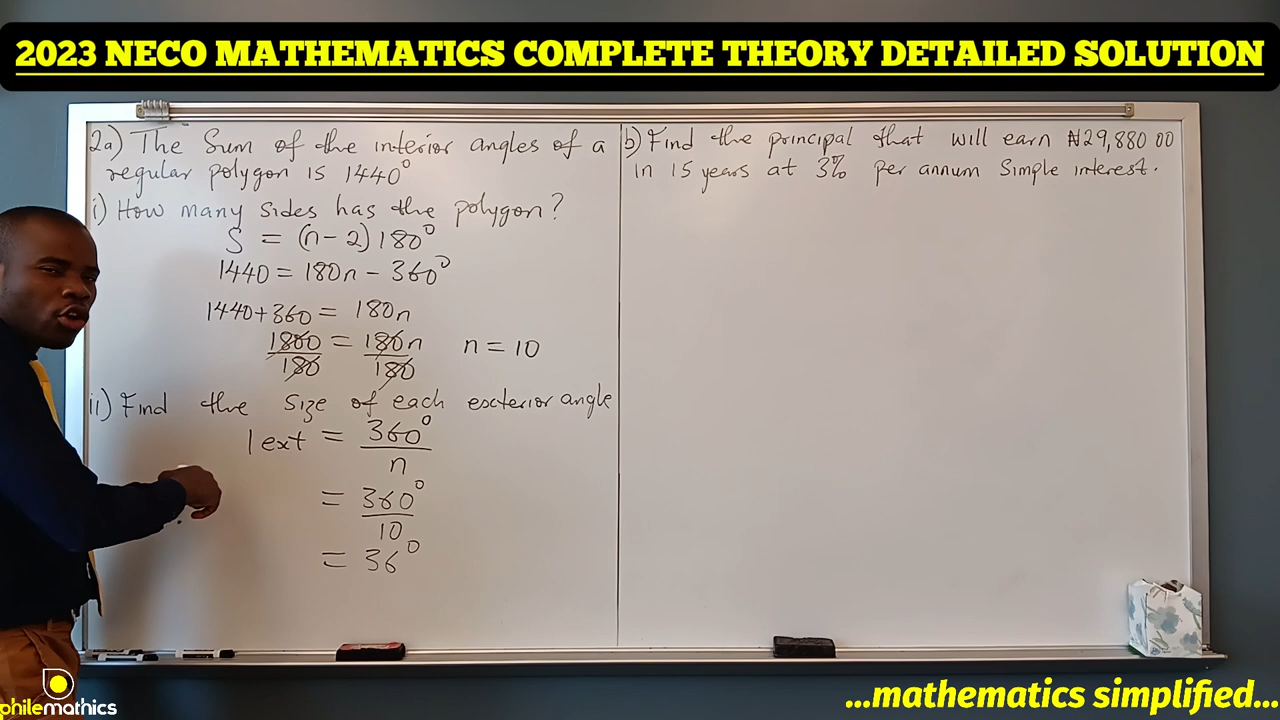 2023 NECO MATHEMATICS COMPLETE THEORY DETAILED SOLUTION
2a) The Sum of the interior angles of a
regular polygon is 1440°
i) How many sides has the polygon?
S = (n-2)180°
1440 = 180n - 360°
1440+360 = 180n
1800/180 = 180n/180 n = 10
ii) Find the size of each exterior angle
1 ext = 360°/n
= 360°/10
= 36°
b) Find the principal that will earn ₦29,880 00
in 15 years at 3% per annum Simple interest.
philemathics
...mathematics simplified...